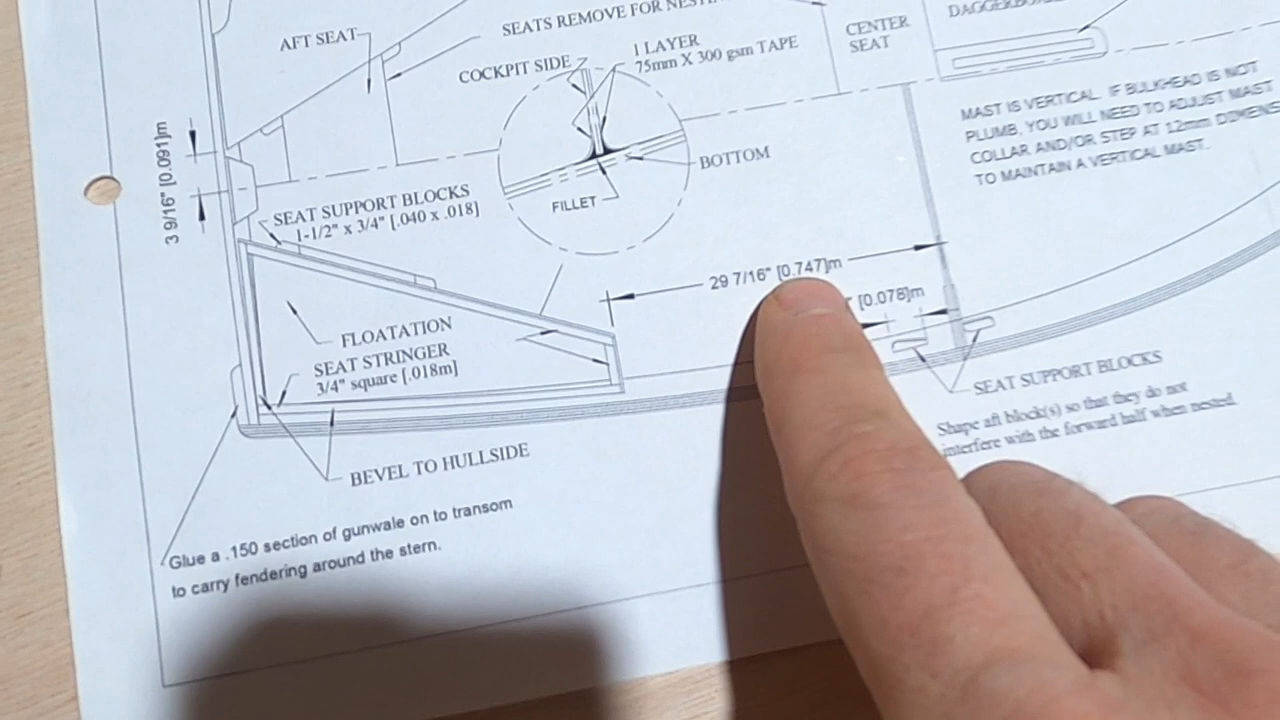 SEATS REMOVE FOR
AFT SEAT
COCKPIT SIDE
1 LAYER
75mm X 300 gsm TAPE
CENTER
SEAT
MAST IS VERTICAL. IF BULKHEAD IS NOT
PLUMB, YOU WILL NEED TO ADJUST MAST
COLLAR AND/OR STEP AT 12mm
TO MAINTAIN A VERTICAL MAST.
3 9/16" [0.091]m
BOTTOM
FILLET
SEAT SUPPORT BLOCKS
1-1/2" x 3/4" [.040 x .018]
29 7/16" [0.747]m
[0.078]m
FLOATATION
SEAT STRINGER
3/4" square [.018m]
SEAT SUPPORT BLOCKS
Shape aft block(s) so that they do not
interfere with the forward half when nested.
BEVEL TO HULLSIDE
Glue a .150 section of gunwale on to transom
to carry fendering around the stern.